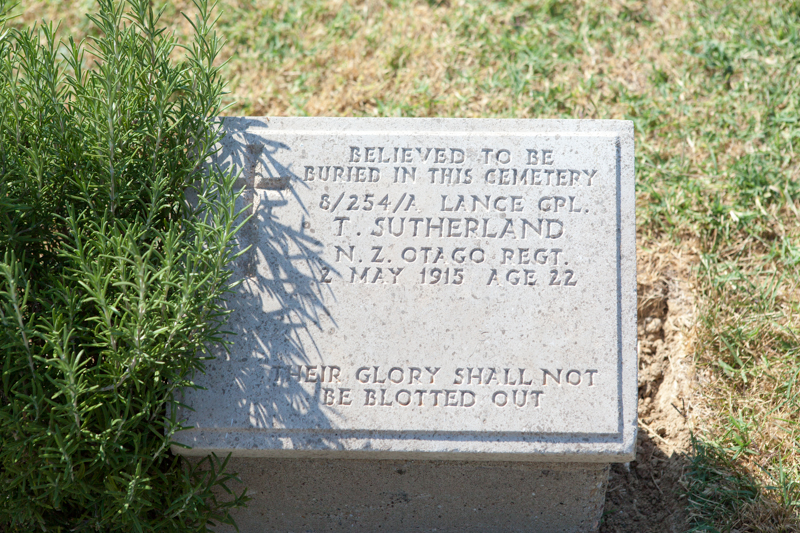 BELIEVED TO BE
BURIED IN THIS CEMETERY
8/254/A LANCE CPL.
T. SUTHERLAND
N. Z. OTAGO REGT.
2 MAY 1915 AGE 22
THEIR GLORY SHALL NOT
BE BLOTTED OUT